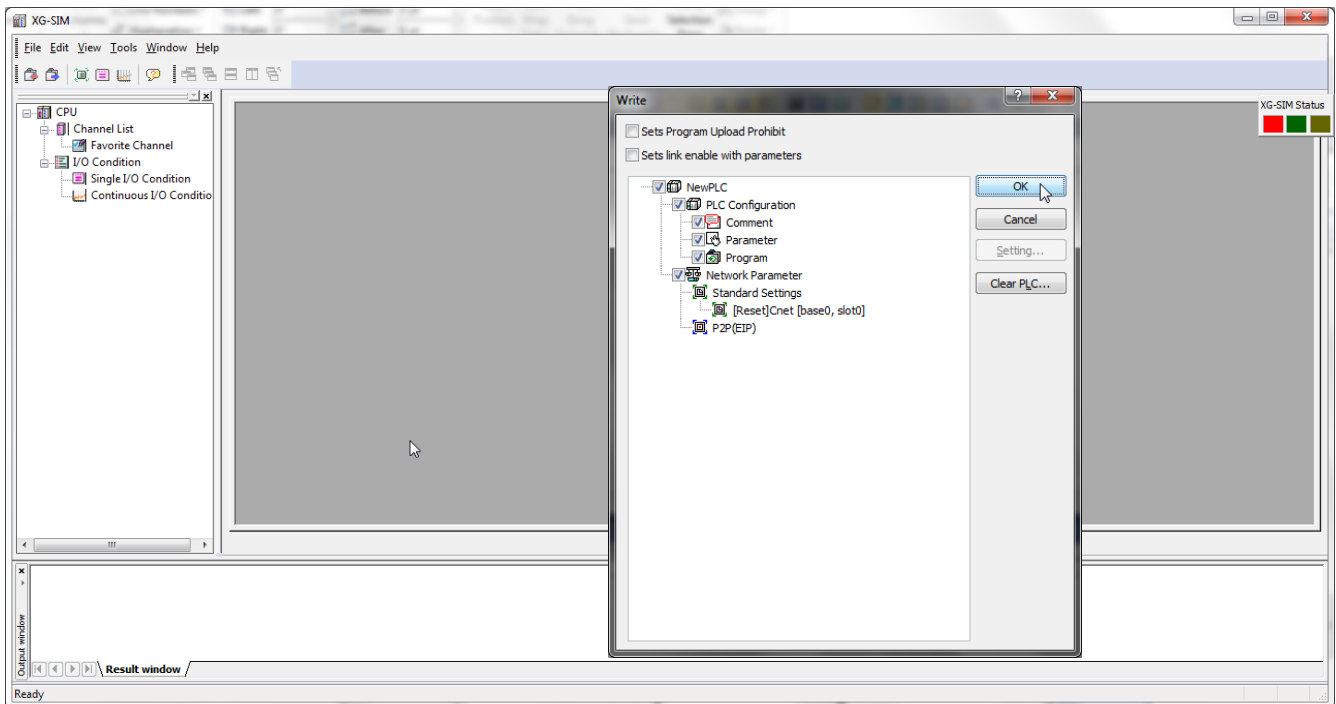 XG-SIM
File Edit View Tools Window Help
CPU
Channel List
Favorite Channel
I/O Condition
Single I/O Condition
Continuous I/O Conditio
Write
Sets Program Upload Prohibit
Sets link enable with parameters
NewPLC
PLC Configuration
Comment
Parameter
Program
Network Parameter
Standard Settings
[Reset]Cnet [base0, slot0]
P2P(EIP)
OK
Cancel
Setting...
Clear PLC...
XG-SIM Status
Output window
Result window
Ready